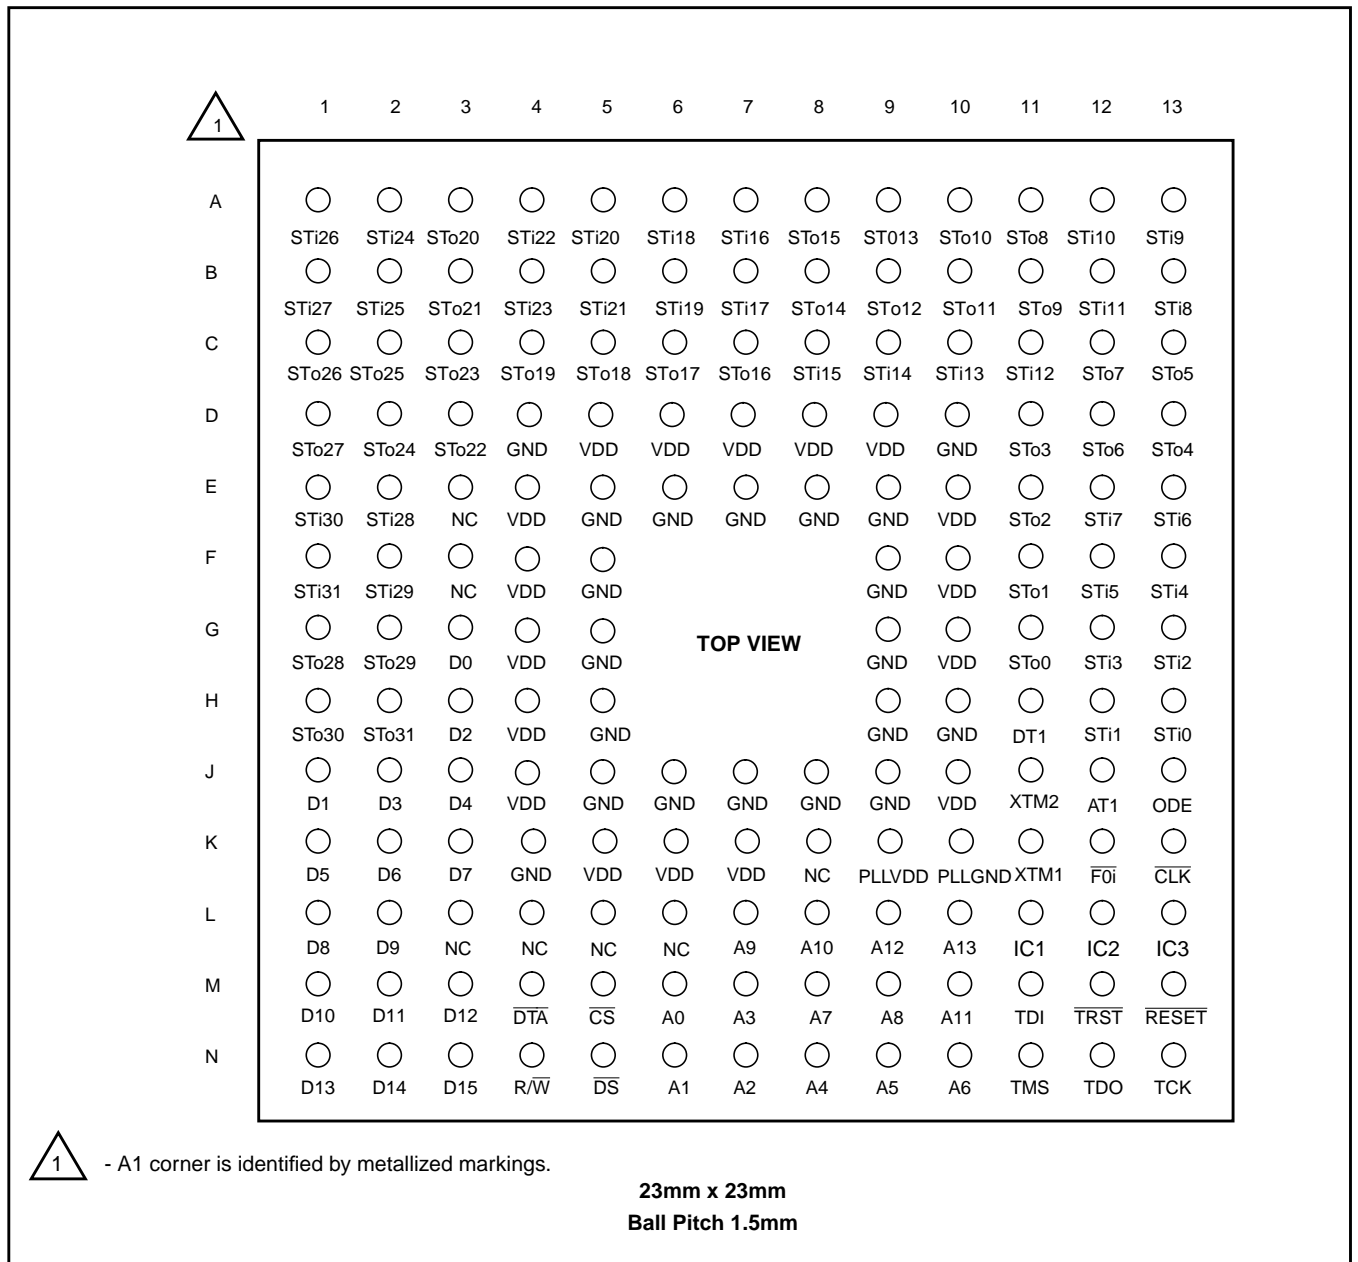 1 2 3 4 5 6 7 8 9 10 11 12 13
1
A
STi26 STi24 STo20 STi22 STi20 STi18 STi16 STo15 ST013 STo10 STo8 STi10 STi9
B
STi27 STi25 STo21 STi23 STi21 STi19 STi17 STo14 STo12 STo11 STo9 STi11 STi8
C
STo26 STo25 STo23 STo19 STo18 STo17 STo16 STi15 STi14 STi13 STi12 STo7 STo5
D
STo27 STo24 STo22 GND VDD VDD VDD VDD VDD GND STo3 STo6 STo4
E
STi30 STi28 NC VDD GND GND GND GND GND VDD STo2 STi7 STi6
F
STi31 STi29 NC VDD GND GND VDD STo1 STi5 STi4
G
TOP VIEW
STo28 STo29 D0 VDD GND GND VDD STo0 STi3 STi2
H
STo30 STo31 D2 VDD GND GND GND DT1 STi1 STi0
J
D1 D3 D4 VDD GND GND GND GND GND VDD XTM2 AT1 ODE
K
D5 D6 D7 GND VDD VDD VDD NC PLLVDD PLLGND XTM1 F0i CLK
L
D8 D9 NC NC NC NC A9 A10 A12 A13 IC1 IC2 IC3
M
D10 D11 D12 DTA CS A0 A3 A7 A8 A11 TDI TRST RESET
N
D13 D14 D15 R/W DS A1 A2 A4 A5 A6 TMS TDO TCK
1 - A1 corner is identified by metallized markings.
23mm x 23mm
Ball Pitch 1.5mm